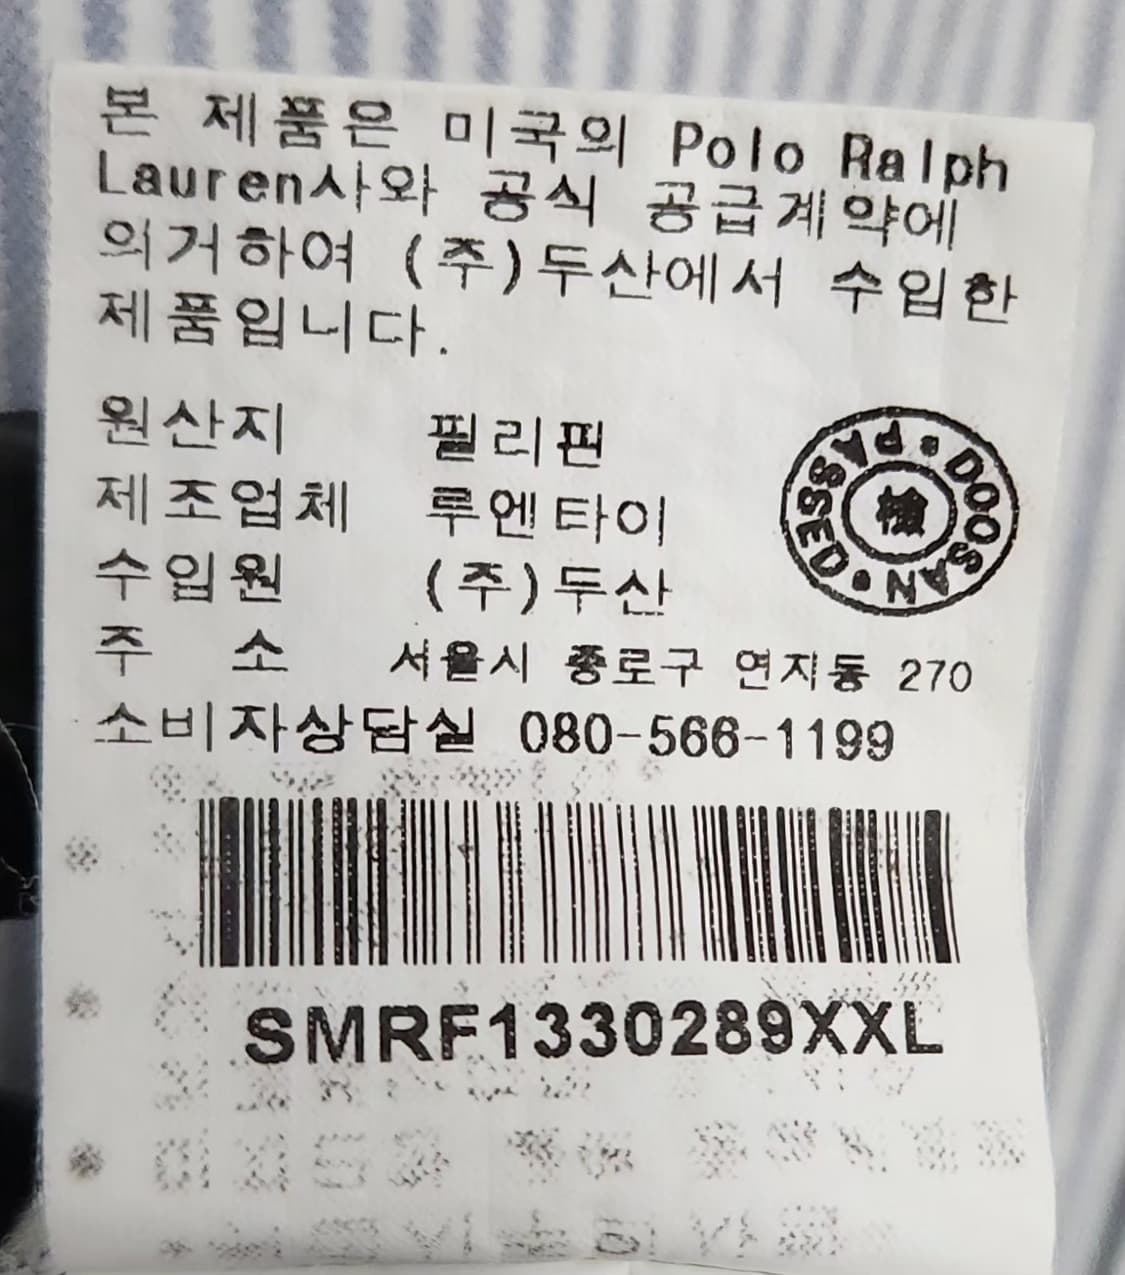 본 제품은 미국의 Polo Ralph
Lauren사와 공식 공급계약에
의거하여 (주)두산에서 수입한
제품입니다.
원산지 필리핀
제조업체 루엔타이
수입원 (주)두산
주 소 서울시 종로구 연지동 270
소비자상담실 080-566-1199
DOOSAN • PASSED •
SMRF1330289XXL